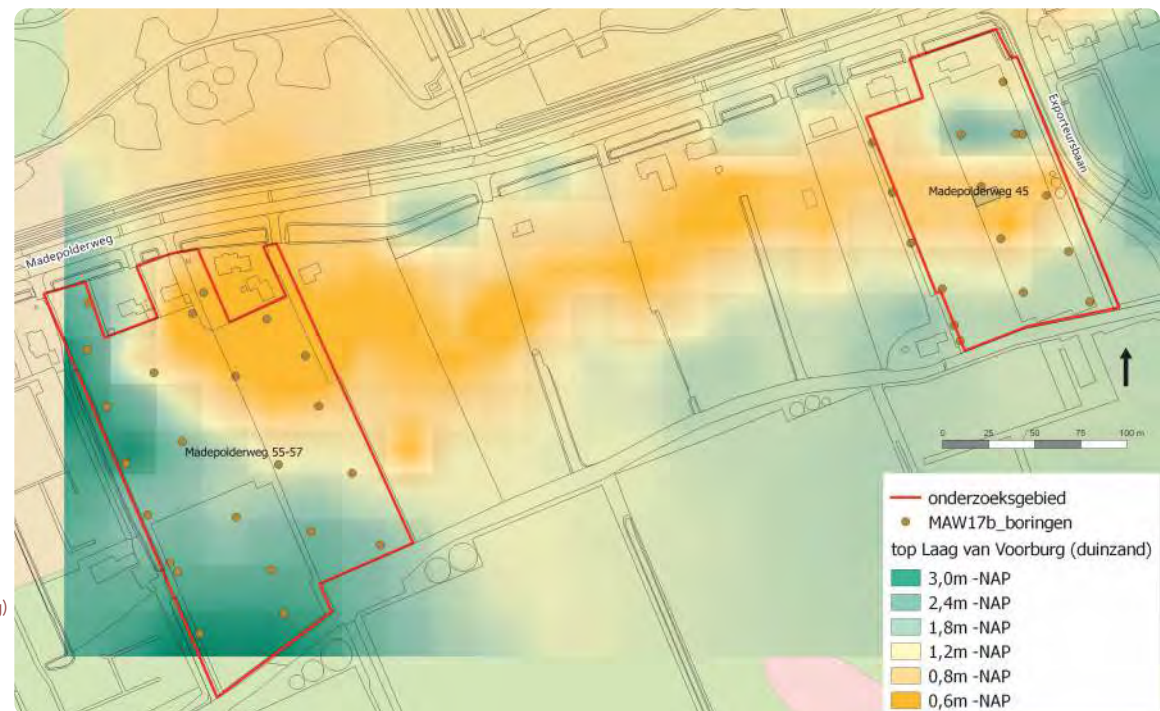 Madepolderweg
Exporteursbaan
Madepolderweg 45
Madepolderweg 55-57
0 25 50 75 100 m
onderzoeksgebied
MAW17b_boringen
top Laag van Voorburg (duinzand)
3,0m -NAP
2,4m -NAP
1,8m -NAP
1,2m -NAP
0,8m -NAP
0,6m -NAP
)